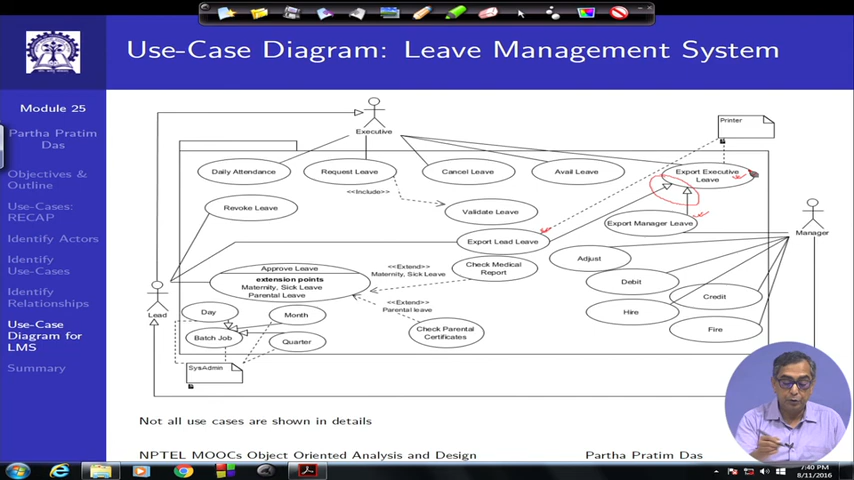 Use-Case Diagram: Leave Management System
Module 25
Partha Pratim
Das
Objectives &
Outline
Use-Cases:
RECAP
Identify Actors
Identify
Use-Cases
Identify
Relationships
Use-Case
Diagram for
LMS
Summary
Executive
Printer
Daily Attendance
Request Leave
Cancel Leave
Avail Leave
Export Executive
Leave
<<Include>>
Revoke Leave
Validate Leave
Export Manager Leave
Manager
Export Lead Leave
Approve Leave
extension points
Maternity, Sick Leave
Parental Leave
<<Extend>>
Maternity, Sick Leave
Check Medical
Report
Adjust
Debit
Credit
Lead
Day
Month
<<Extend>>
Parental leave
Hire
Fire
Batch Job
Quarter
Check Parental
Certificates
SysAdmin
Not all use cases are shown in details
NPTEL MOOCs Object Oriented Analysis and Design
Partha Pratim Das
7:40 PM
8/11/2016